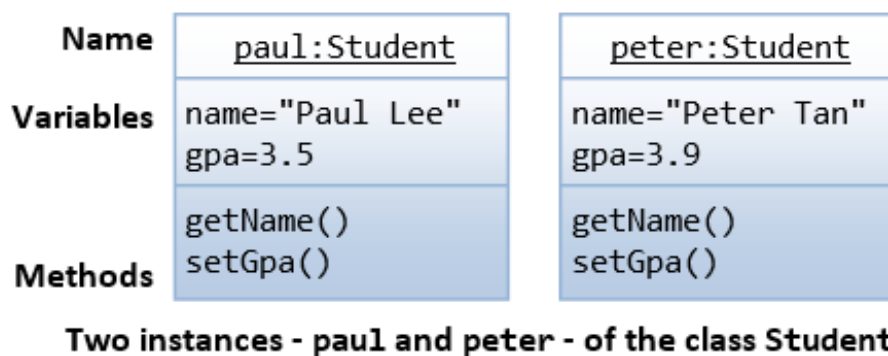 Name
paul:Student
peter:Student
Variables
name="Paul Lee"
gpa=3.5
name="Peter Tan"
gpa=3.9
Methods
getName()
setGpa()
getName()
setGpa()
Two instances - paul and peter - of the class Student